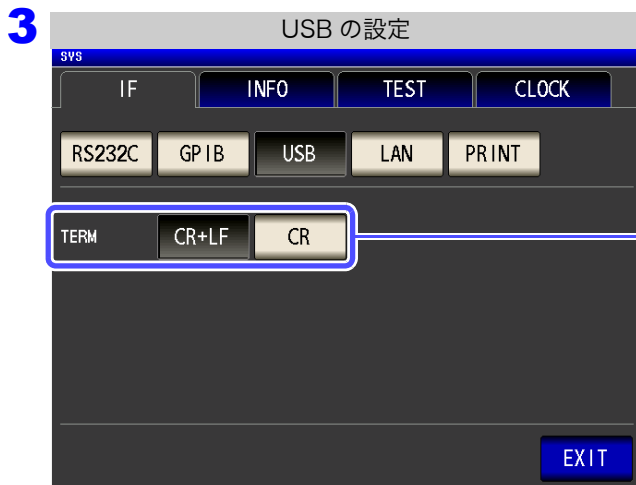 3
USB の設定
SYS
IF INFO TEST CLOCK
RS232C GPIB USB LAN PRINT
TERM CR+LF CR
EXIT